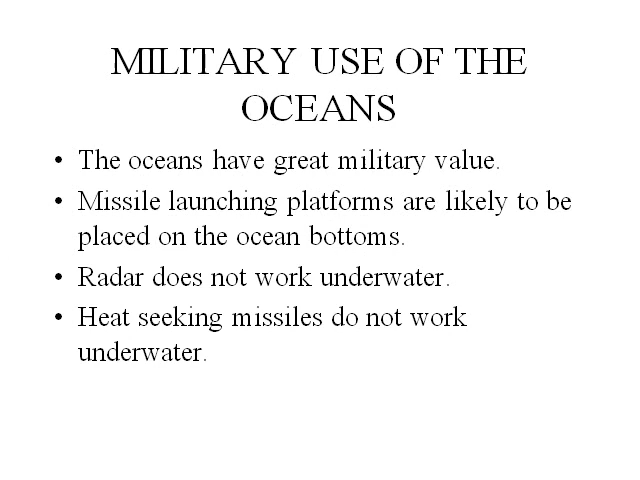 MILITARY USE OF THE
OCEANS
• The oceans have great military value.
• Missile launching platforms are likely to be
placed on the ocean bottoms.
• Radar does not work underwater.
• Heat seeking missiles do not work
underwater.